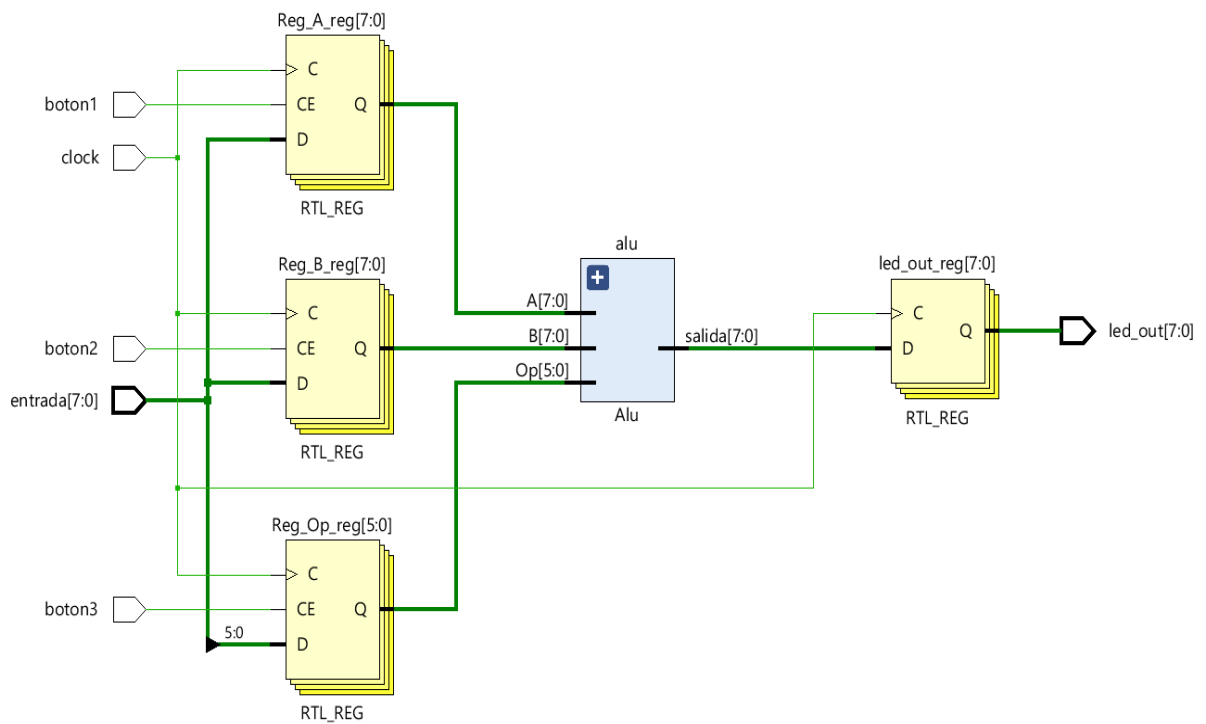 Reg_A_reg[7:0]
C
boton1
CE
Q
clock
D
RTL_REG
alu
Reg_B_reg[7:0]
led_out_reg[7:0]
+
A[7:0]
C
C
B[7:0]
salida[7:0]
Q
led_out[7:0]
boton2
CE
Q
D
Op[5:0]
D
entrada[7:0]
Alu
RTL_REG
RTL_REG
Reg_Op_reg[5:0]
C
boton3
CE
Q
5:0
D
RTL_REG